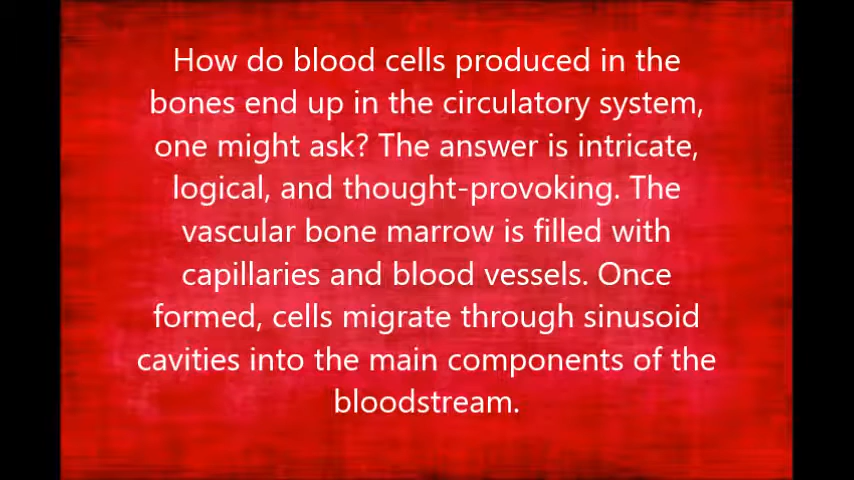 How do blood cells produced in the
bones end up in the circulatory system,
one might ask? The answer is intricate,
logical, and thought-provoking. The
vascular bone marrow is filled with
capillaries and blood vessels. Once
formed, cells migrate through sinusoid
cavities into the main components of the
bloodstream.